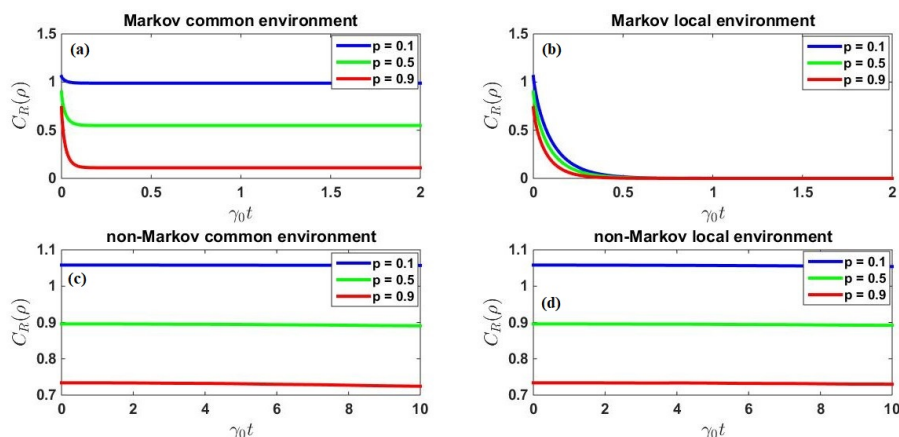 Markov common environment
(a)
p = 0.1
p = 0.5
p = 0.9
1.5
1
0.5
0
C_R(ρ)
0 0.5 1 1.5 2
γ₀t
Markov local environment
(b)
p = 0.1
p = 0.5
p = 0.9
1.5
1
0.5
0
C_R(ρ)
0 0.5 1 1.5 2
γ₀t
non-Markov common environment
(c)
p = 0.1
p = 0.5
p = 0.9
1.1
1
0.9
0.8
0.7
C_R(ρ)
0 2 4 6 8 10
γ₀t
non-Markov local environment
(d)
p = 0.1
p = 0.5
p = 0.9
1.1
1
0.9
0.8
0.7
C_R(ρ)
0 2 4 6 8 10
γ₀t